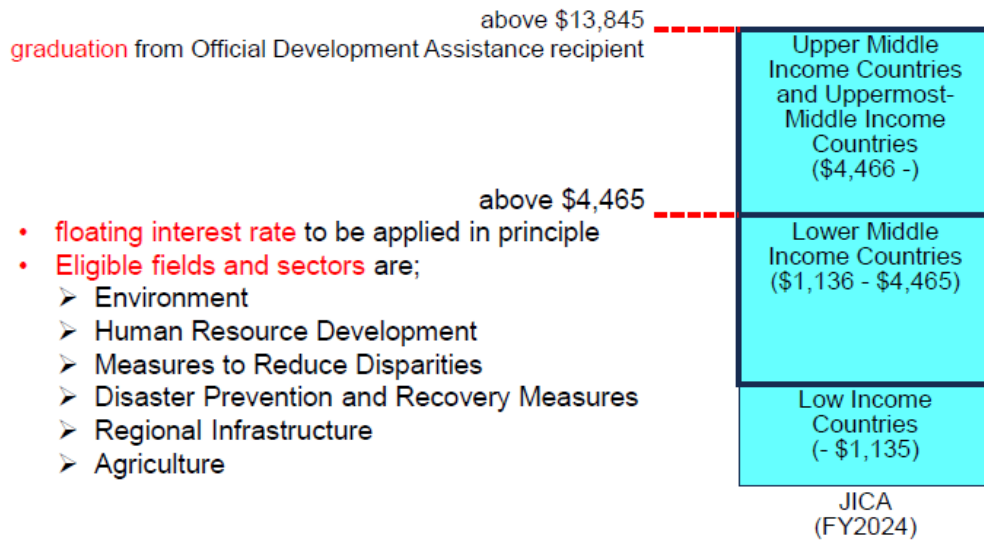 above $13,845
graduation from Official Development Assistance recipient
above $4,465
• floating interest rate to be applied in principle
• Eligible fields and sectors are;
➢ Environment
➢ Human Resource Development
➢ Measures to Reduce Disparities
➢ Disaster Prevention and Recovery Measures
➢ Regional Infrastructure
➢ Agriculture
Upper Middle
Income Countries
and Uppermost-
Middle Income
Countries
($4,466 -)
Lower Middle
Income Countries
($1,136 - $4,465)
Low Income
Countries
(- $1,135)
JICA
(FY2024)